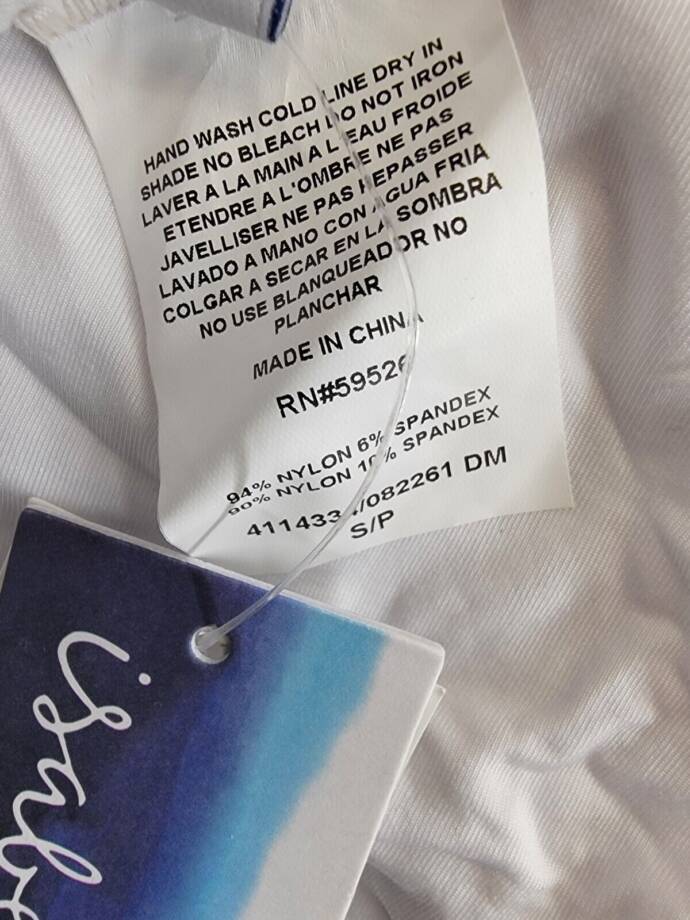 HAND WASH COLD LINE DRY IN
SHADE NO BLEACH DO NOT IRON
LAVER A LA MAIN A L EAU FROIDE
ETENDRE A L'OMBRE NE PAS
JAVELLISER NE PAS REPASSER
LAVADO A MANO CON AGUA FRIA
COLGAR A SECAR EN LA SOMBRA
NO USE BLANQUEADOR NO
PLANCHAR
MADE IN CHINA
RN#59526
94% NYLON 6% SPANDEX
90% NYLON 10% SPANDEX
/082261 DM
S/P